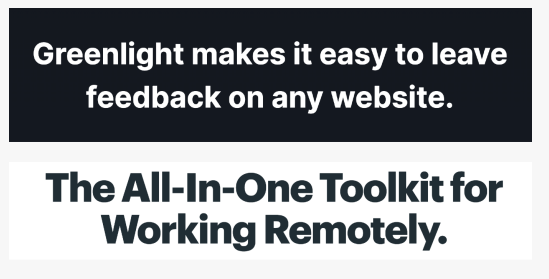 Greenlight makes it easy to leave
feedback on any website.
The All-In-One Toolkit for
Working Remotely.